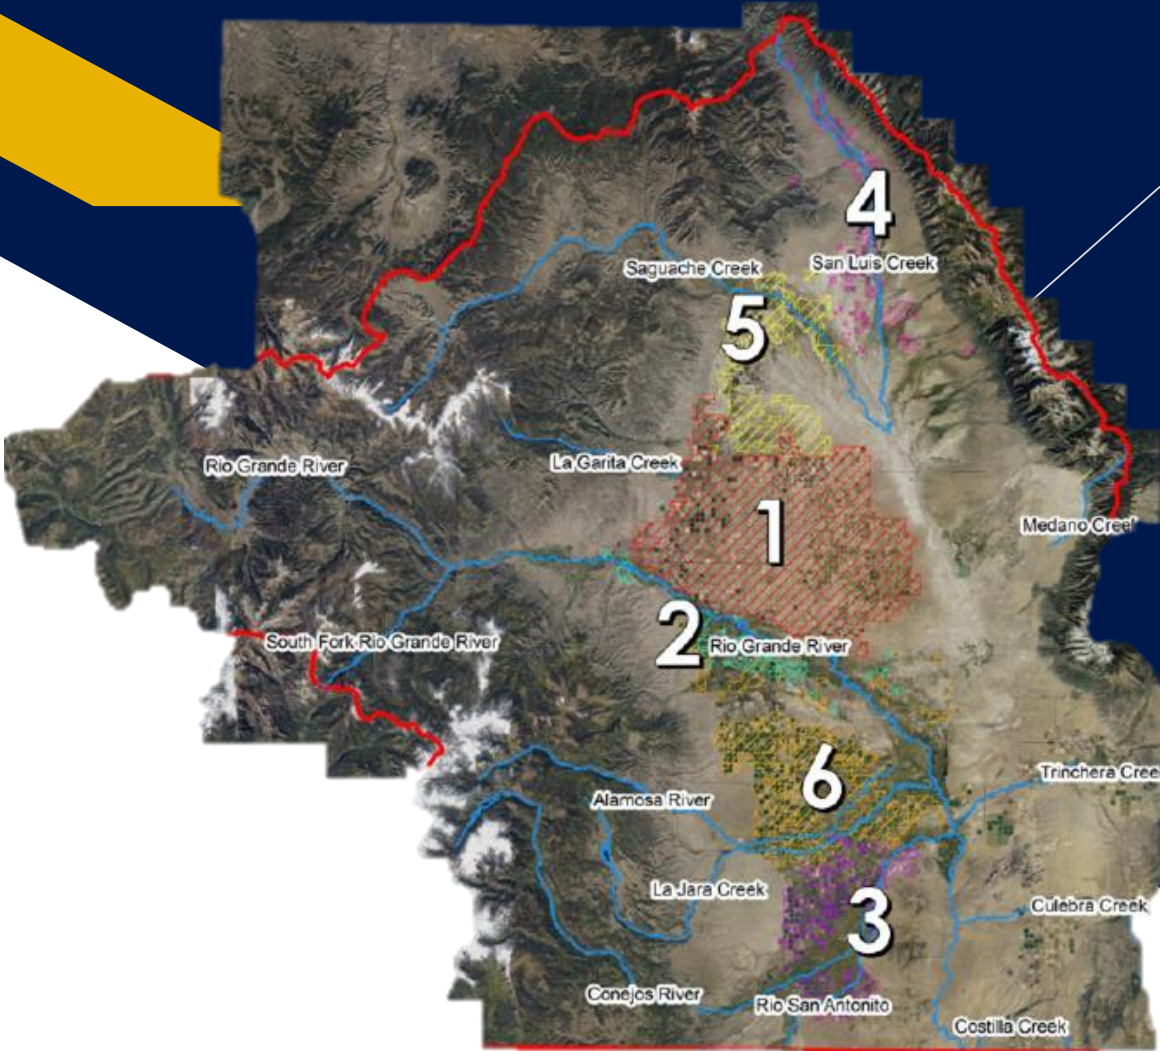 4
San Luis Creek
Saguache Creek
5
Rio Grande River
La Garita Creek
1
Medano Creek
2
South Fork Rio Grande River
Rio Grande River
6
Trinchera Cree
Alamosa River
La Jara Creek
3
Culebra Creek
Conejos River
Rio San Antonito
Costilla Creek